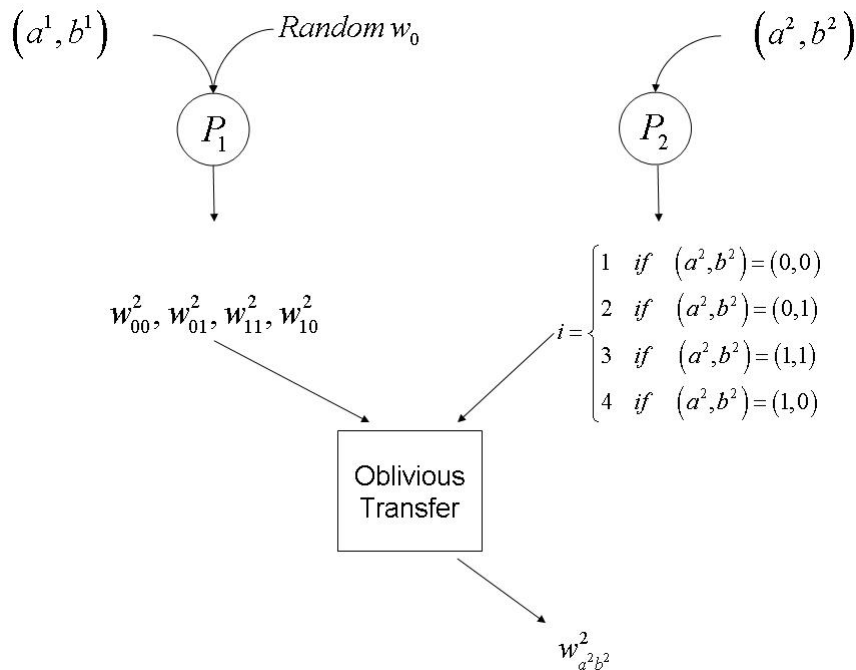 (a¹, b¹)
Random w₀
(a², b²)
P₁
P₂
w²₀₀, w²₀₁, w²₁₁, w²₁₀
i = { 1 if (a²,b²)=(0,0)
2 if (a²,b²)=(0,1)
3 if (a²,b²)=(1,1)
4 if (a²,b²)=(1,0)
Oblivious
Transfer
w²_{a²b²}